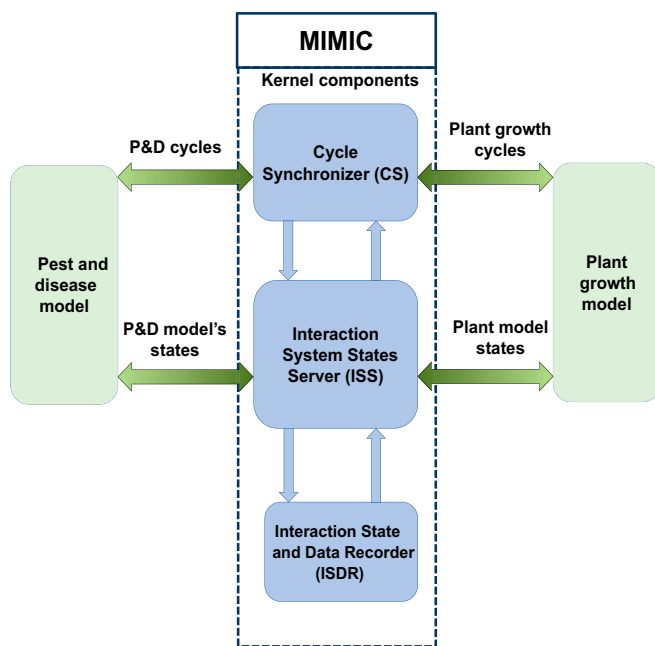 MIMIC
Kernel components
P&D cycles
Cycle
Synchronizer (CS)
Plant growth
cycles
Pest and
disease model
Plant
growth
model
P&D model's
states
Interaction
System States
Server (ISS)
Plant model
states
Interaction State
and Data Recorder
(ISDR)